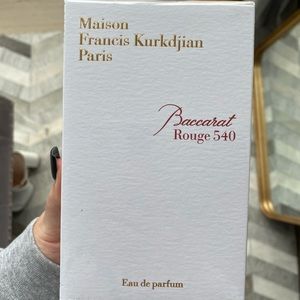 Maison
Francis Kurkdjian
Paris
Baccarat
Rouge 540
Eau de parfum